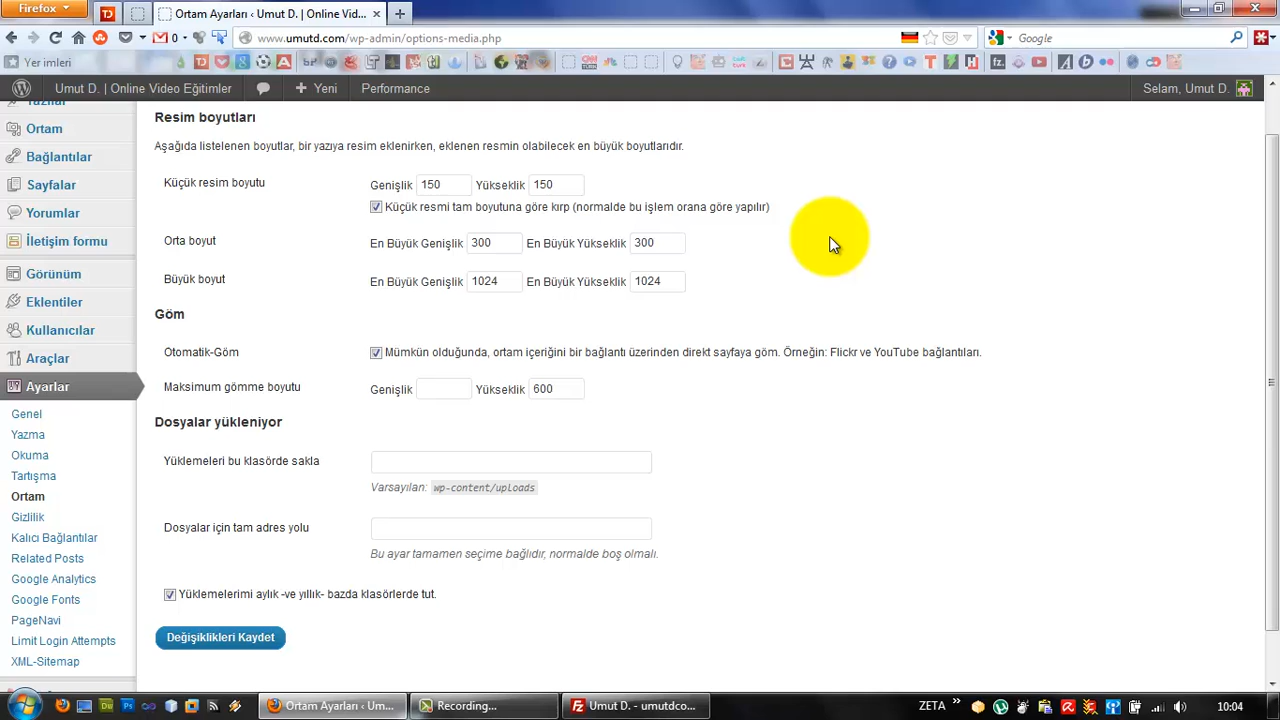 Firefox
Ortam Ayarları ‹ Umut D. | Online Vid...
www.umutd.com/wp-admin/options-media.php
0
Google
Yer imleri
Umut D. | Online Video Eğitimler
Yeni
Performance
Selam, Umut D.
Yazılar
Ortam
Bağlantılar
Sayfalar
Yorumlar
İletişim formu
Görünüm
Eklentiler
Kullanıcılar
Araçlar
Ayarlar
Genel
Yazma
Okuma
Tartışma
Ortam
Gizlilik
Kalıcı Bağlantılar
Related Posts
Google Analytics
Google Fonts
PageNavi
Limit Login Attempts
XML-Sitemap
Resim boyutları
Aşağıda listelenen boyutlar, bir yazıya resim eklenirken, eklenen resmin olabilecek en büyük boyutlarıdır.
Küçük resim boyutu
Genişlik 150 Yükseklik 150
Küçük resmi tam boyutuna göre kırp (normalde bu işlem orana göre yapılır)
Orta boyut
En Büyük Genişlik 300 En Büyük Yükseklik 300
Büyük boyut
En Büyük Genişlik 1024 En Büyük Yükseklik 1024
Göm
Otomatik-Göm
Mümkün olduğunda, ortam içeriğini bir bağlantı üzerinden direkt sayfaya göm. Örneğin: Flickr ve YouTube bağlantıları.
Maksimum gömme boyutu
Genişlik Yükseklik 600
Dosyalar yükleniyor
Yüklemeleri bu klasörde sakla
Varsayılan: wp-content/uploads
Dosyalar için tam adres yolu
Bu ayar tamamen seçime bağlıdır, normalde boş olmalı.
Yüklemelerimi aylık -ve yıllık- bazda klasörlerde tut.
Değişiklikleri Kaydet
Ortam Ayarları ‹ Um...
Recording...
Umut D. - umutdco...
ZETA
10:04